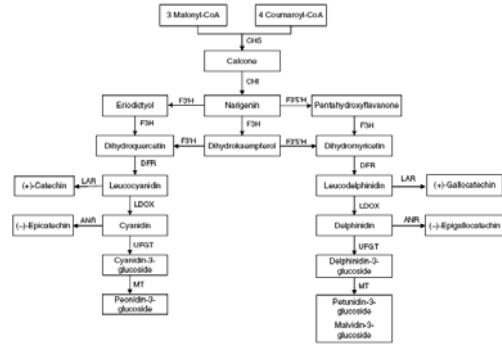 3 Malonyl-CoA
4 Coumaroyl-CoA
CHS
Calcone
CHI
Eriodictyol
F3'H
Narigenin
F3'5'H
Pentahydroxyflavanone
F3H
F3H
F3H
Dihydroquercetin
F3'H
Dihydrokaempferol
F3'5'H
Dihydromyricetin
DFR
DFR
(+)-Catechin
LAR
Leucocyanidin
Leucodelphinidin
LAR
(+)-Gallocatechin
LDOX
LDOX
(–)-Epicatechin
ANR
Cyanidin
Delphinidin
ANR
(–)-Epigallocatechin
UFGT
UFGT
Cyanidin-3-
glucoside
Delphinidin-3-
glucoside
MT
MT
Peonidin-3-
glucoside
Petunidin-3-
glucoside
Malvidin-3-
glucoside